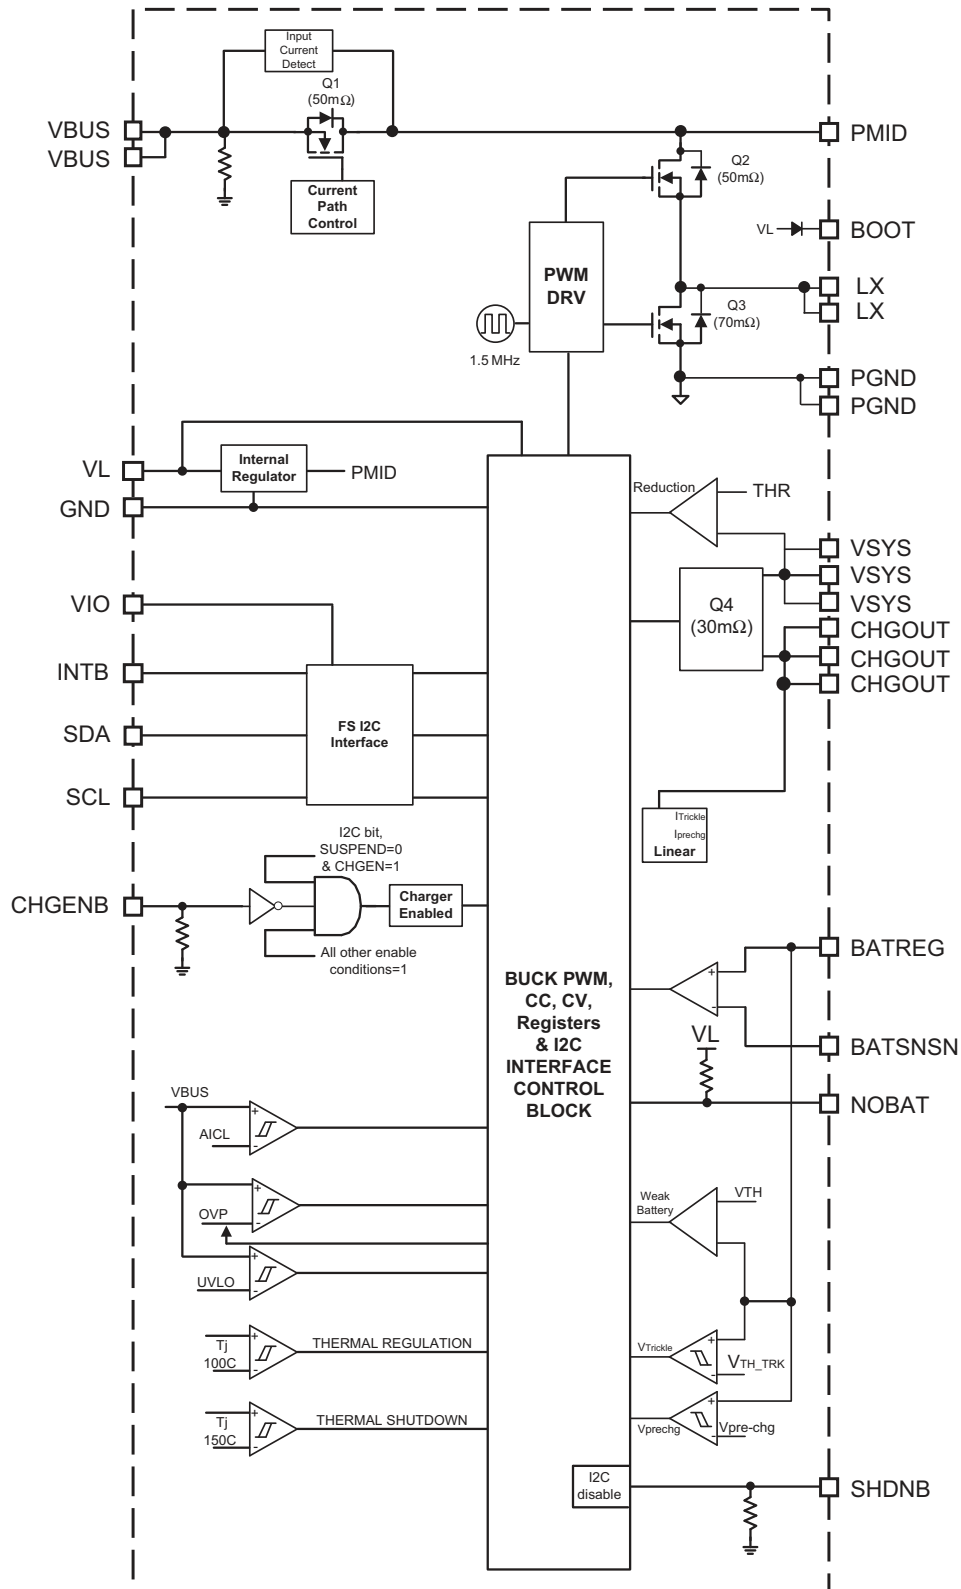 Input
Current
Detect
Q1
(50mΩ)
VBUS
VBUS
Current
Path
Control
PMID
Q2
(50mΩ)
VL
BOOT
PWM
DRV
LX
LX
Q3
(70mΩ)
1.5 MHz
PGND
PGND
VL
Internal
Regulator
PMID
GND
Reduction
THR
VSYS
VSYS
VSYS
Q4
(30mΩ)
CHGOUT
CHGOUT
CHGOUT
VIO
INTB
SDA
SCL
FS I2C
Interface
ITrickle
Iprechg
Linear
I2C bit,
SUSPEND=0
& CHGEN=1
CHGENB
Charger
Enabled
All other enable
conditions=1
BUCK PWM,
CC, CV,
Registers
& I2C
INTERFACE
CONTROL
BLOCK
+
-
BATREG
BATSNSN
VL
NOBAT
VBUS
+
AICL
-
+
OVP
-
+
UVLO
-
Weak
Battery
VTH
+
Tj
100C
-
THERMAL REGULATION
VTrickle
+
-
VTH_TRK
+
Tj
150C
-
THERMAL SHUTDOWN
Vprechg
+
-
Vpre-chg
I2C
disable
SHDNB